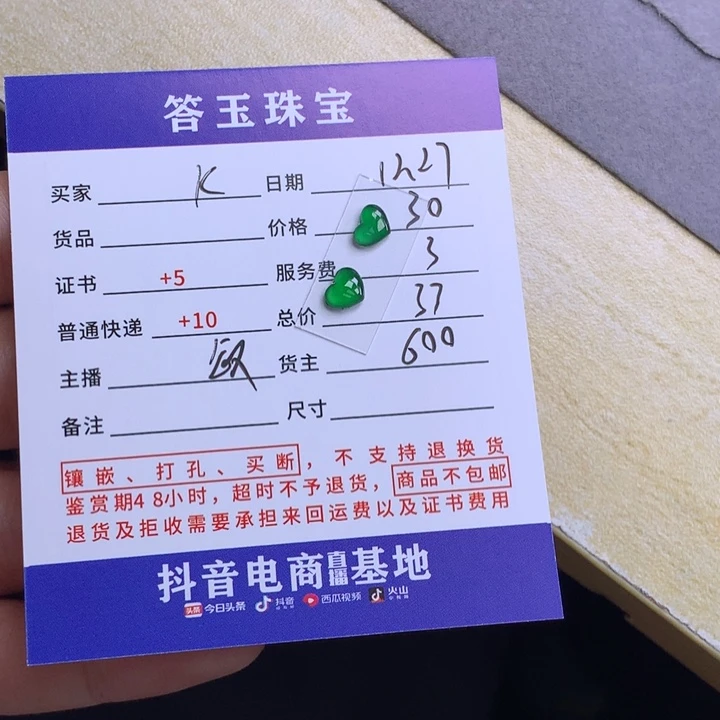 答玉珠宝
买家 K 日期
货品 价格 30
证书 +5 服务费 3
普通快递 +10 总价 37
主播 货主 600
备注 尺寸
镶嵌、打孔、买断，不支持退换货
鉴赏期48小时，超时不予退货，商品不包邮
退货及拒收需要承担来回运费以及证书费用
抖音电商直播基地
头条 今日头条 抖音 西瓜视频 火山